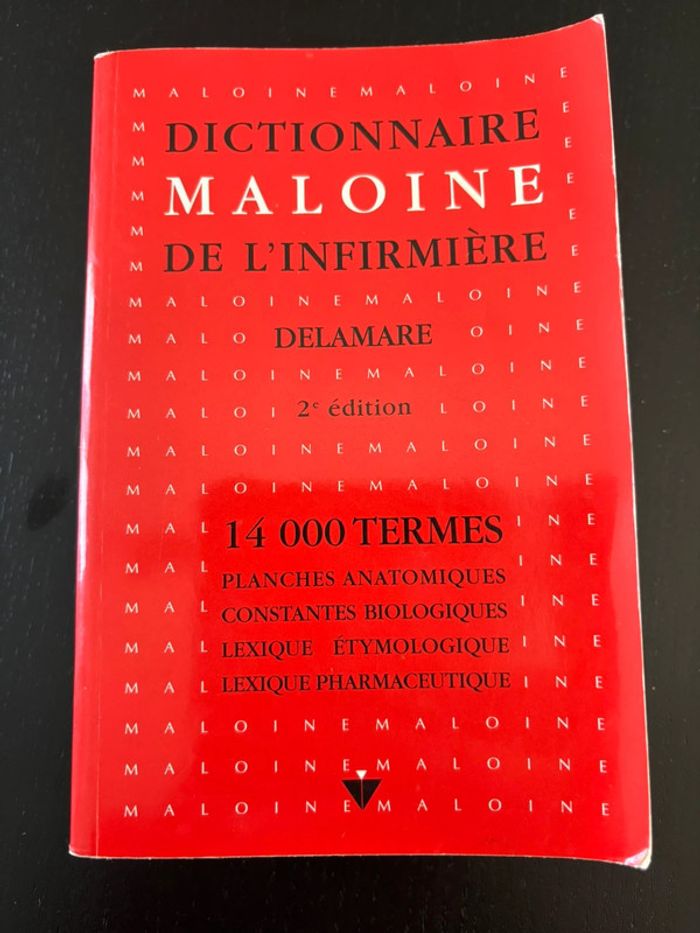 M A L O I N E M A L O I N E
M DICTIONNAIRE E
M E
M MALOINE E
M E
M DE L’INFIRMIÈRE E
M A L O I N E M A L O I N E
M A L O DELAMARE O I N E
M A L O I N E M A L O I N E
M A L O I 2e édition L O I N E
M A L O I N E M A L O I N E
M A L O I N E M A L O I N E
M A L 14 000 TERMES I N E
M A L PLANCHES ANATOMIQUES I N E
M A L CONSTANTES BIOLOGIQUES I N E
M A L LEXIQUE ÉTYMOLOGIQUE I N E
M A L LEXIQUE PHARMACEUTIQUE I N E
M A L O I N E M A L O I N E
M A L O I N E M A L O I N E
M A L O I N E M A L O I N E